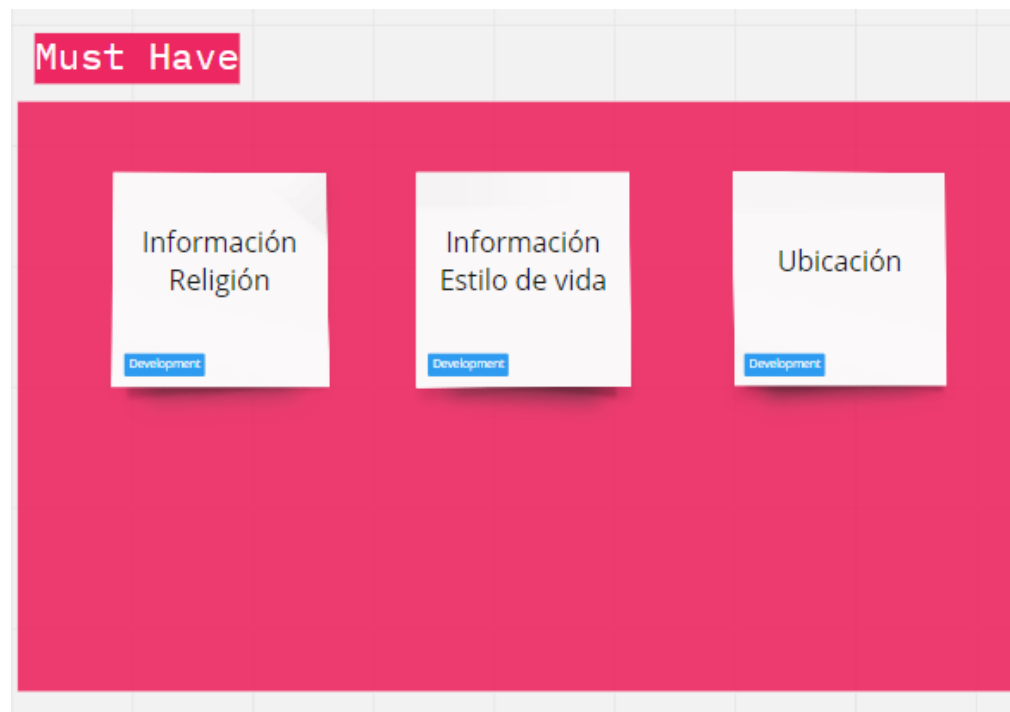 Must Have
Información
Religión
Development
Información
Estilo de vida
Development
Ubicación
Development